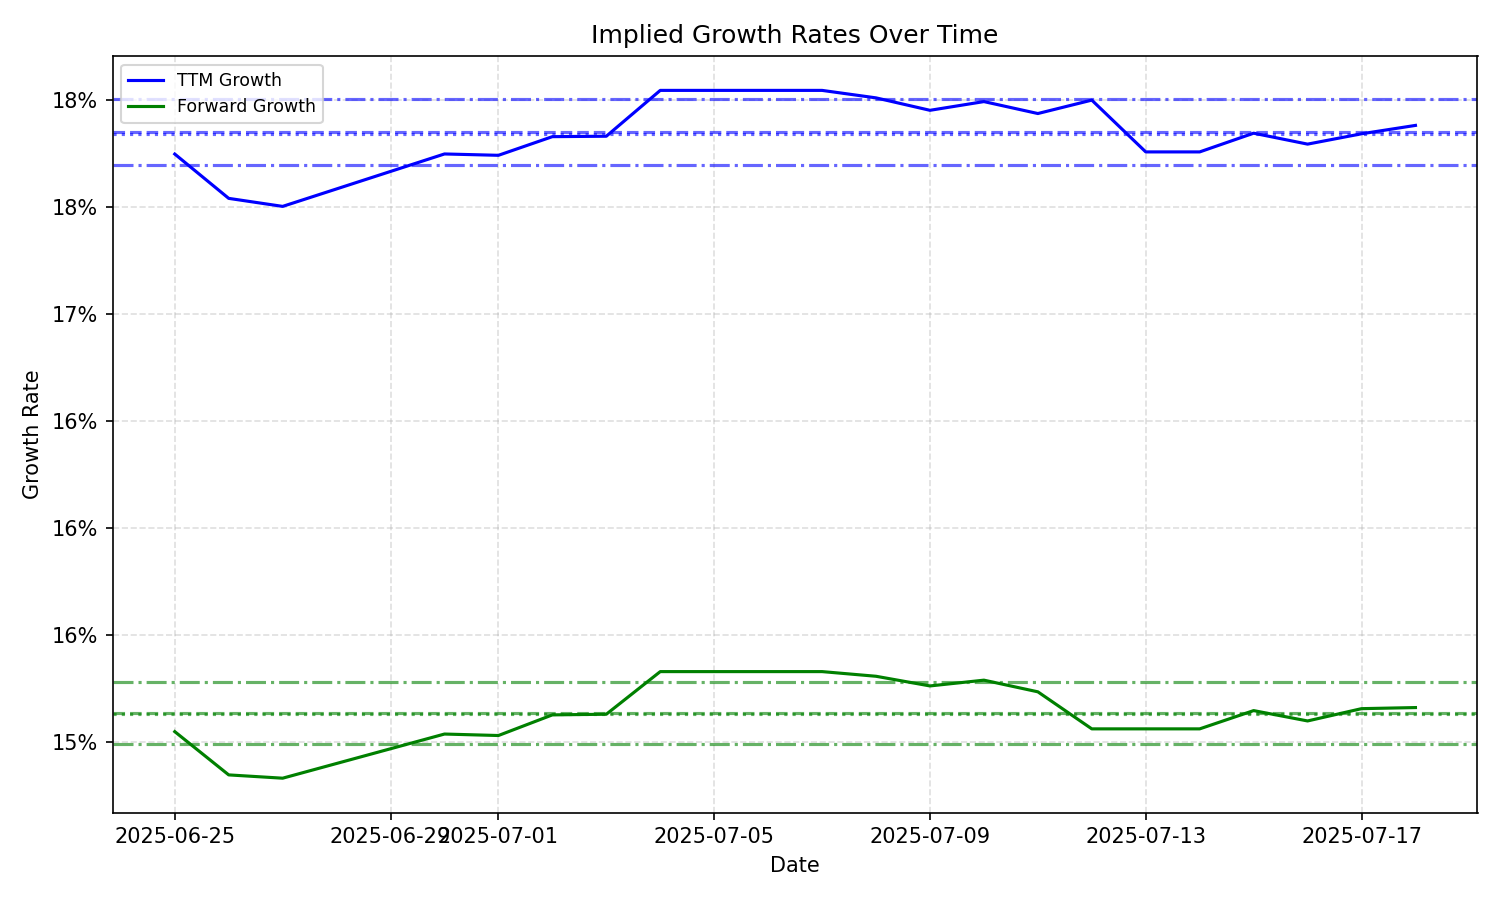 Implied Growth Rates Over Time
TTM Growth
Forward Growth
18%
18%
17%
16%
16%
16%
15%
Growth Rate
2025-06-25
2025-06-29
2025-07-01
2025-07-05
2025-07-09
2025-07-13
2025-07-17
Date